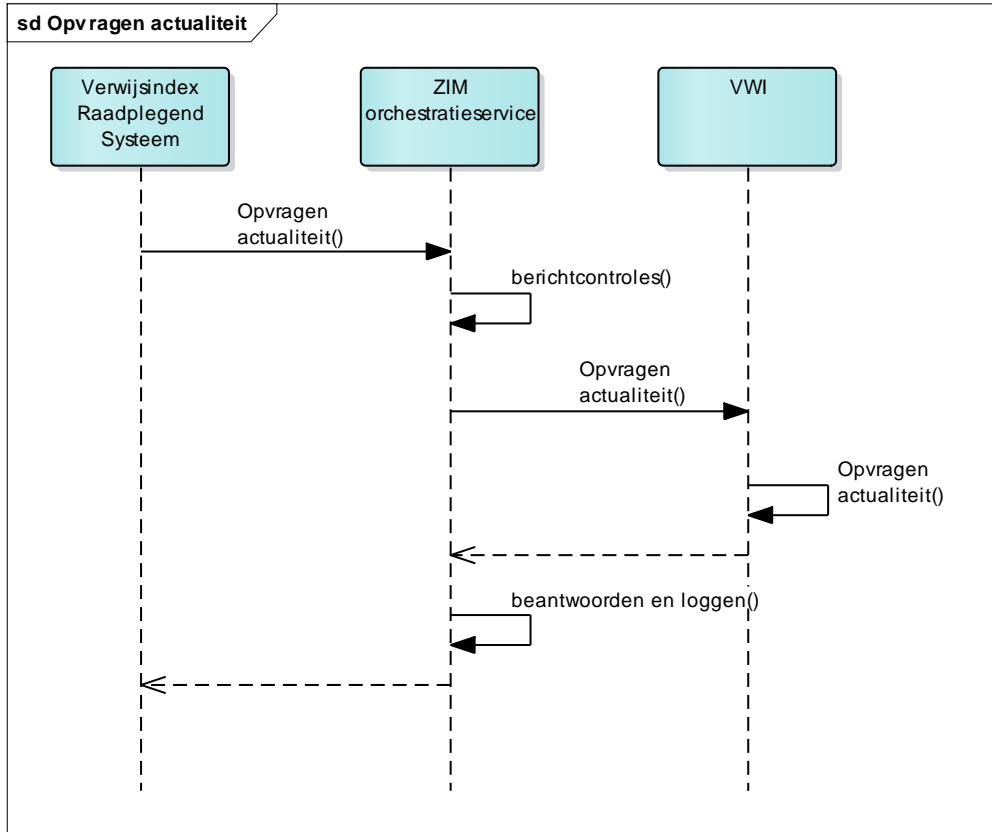 sd Opvragen actualiteit
Verwijsindex
Raadplegend
Systeem
ZIM
orchestratieservice
VWI
Opvragen
actualiteit()
berichtcontroles()
Opvragen
actualiteit()
Opvragen
actualiteit()
beantwoorden en loggen()